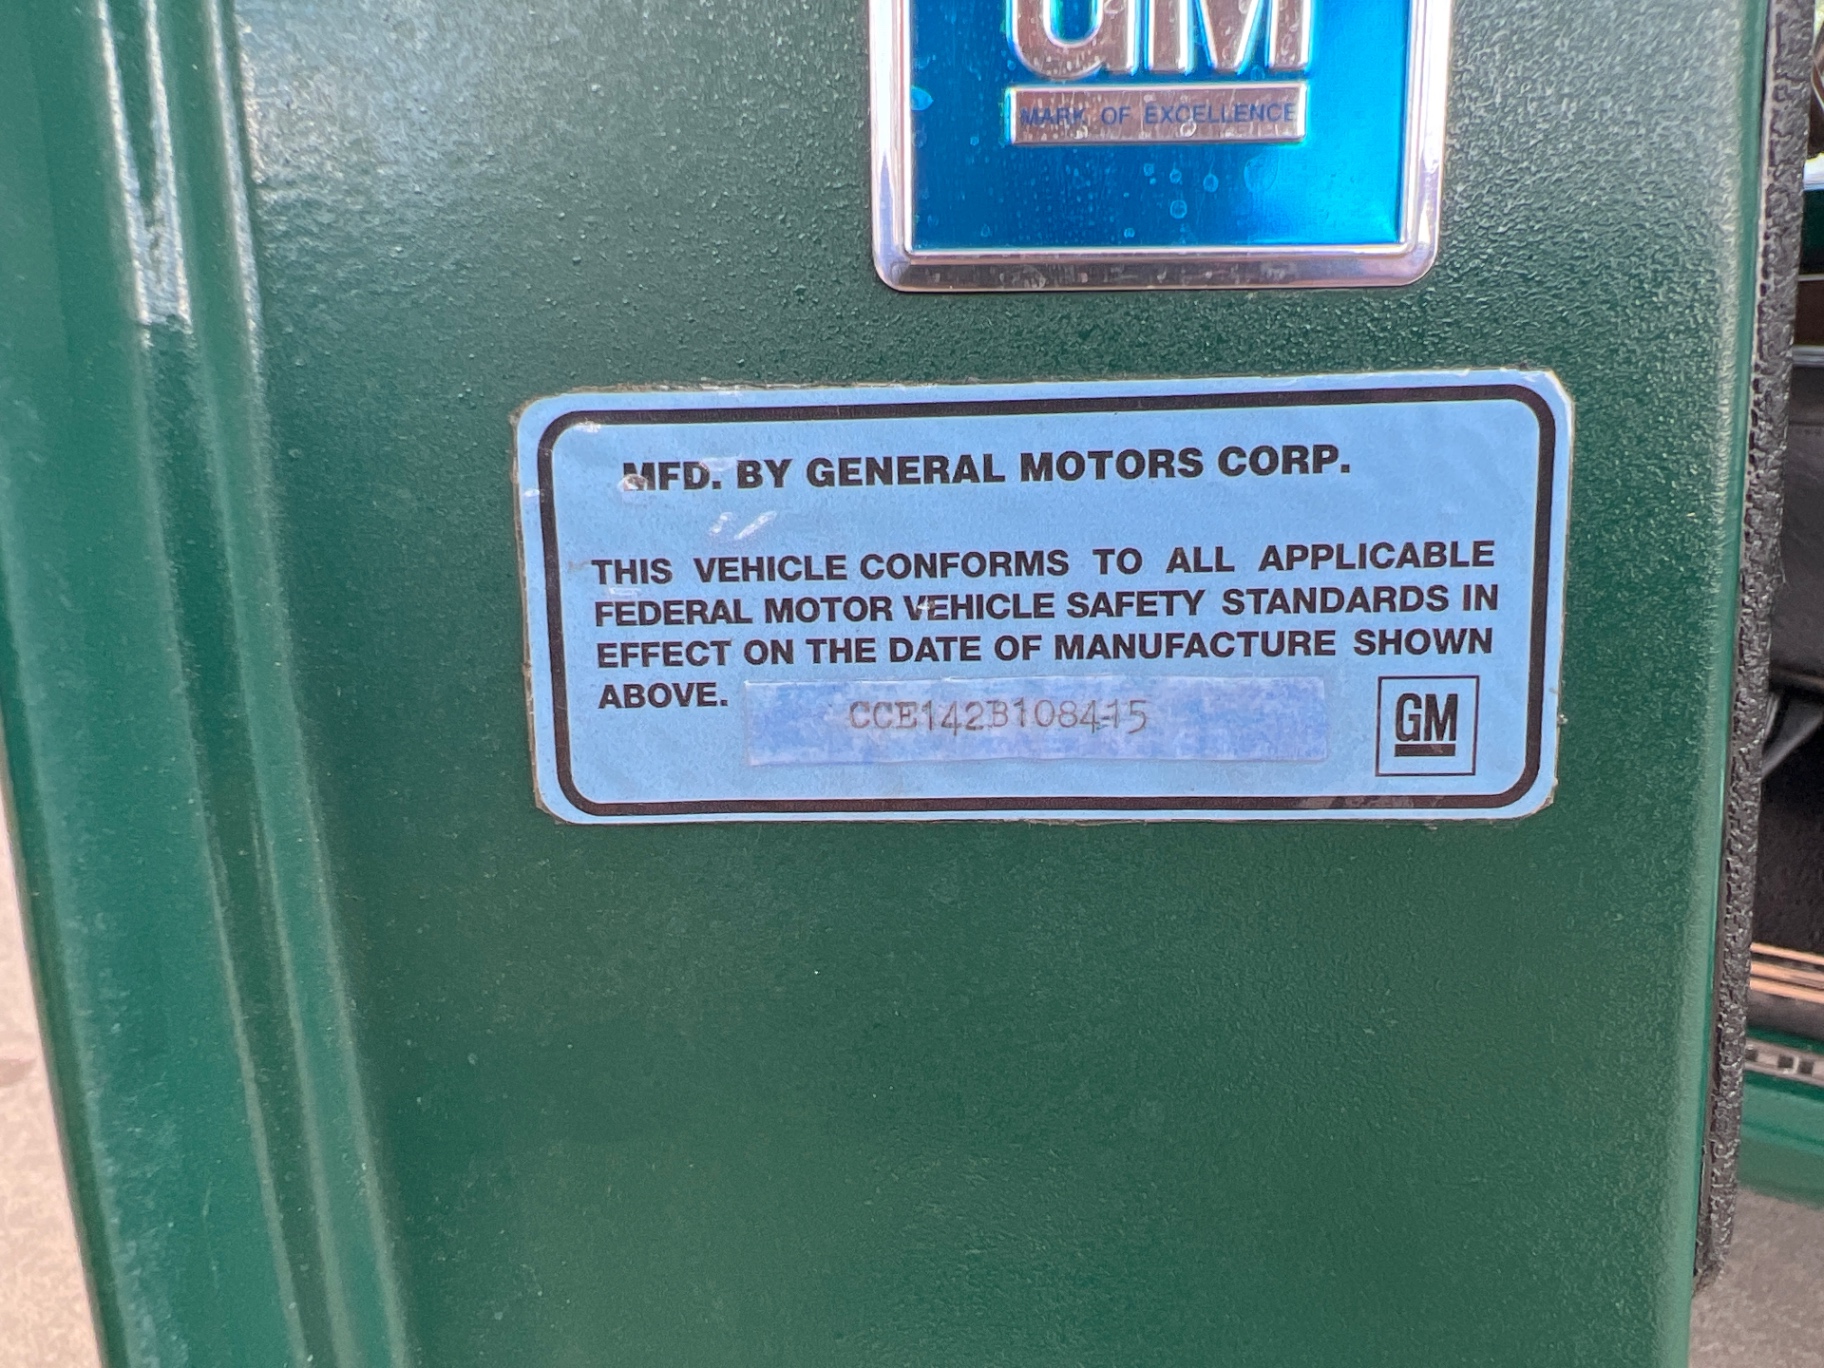 GM
MARK OF EXCELLENCE
MFD. BY GENERAL MOTORS CORP.
THIS VEHICLE CONFORMS TO ALL APPLICABLE
FEDERAL MOTOR VEHICLE SAFETY STANDARDS IN
EFFECT ON THE DATE OF MANUFACTURE SHOWN
ABOVE. CCE142B108415
GM